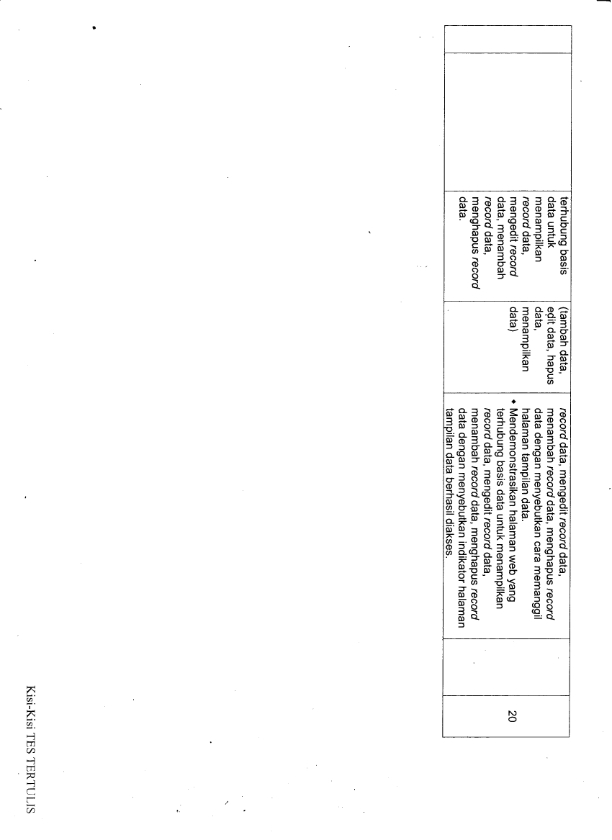 terhubung basis
data untuk
menampilkan
record data,
mengedit record
data, menambah
record data,
menghapus record
data.
(tambah data,
edit data, hapus
data,
menampilkan
data)
record data, mengedit record data,
menambah record data, menghapus record
data dengan menyebutkan cara memanggil
halaman tampilan data.
• Mendemonstrasikan halaman web yang
terhubung basis data untuk menampilkan
record data, mengedit record data,
menambah record data, menghapus record
data dengan menyebutkan indikator halaman
tampilan data berhasil diakses.
20
Kisi-Kisi TES TERTULIS